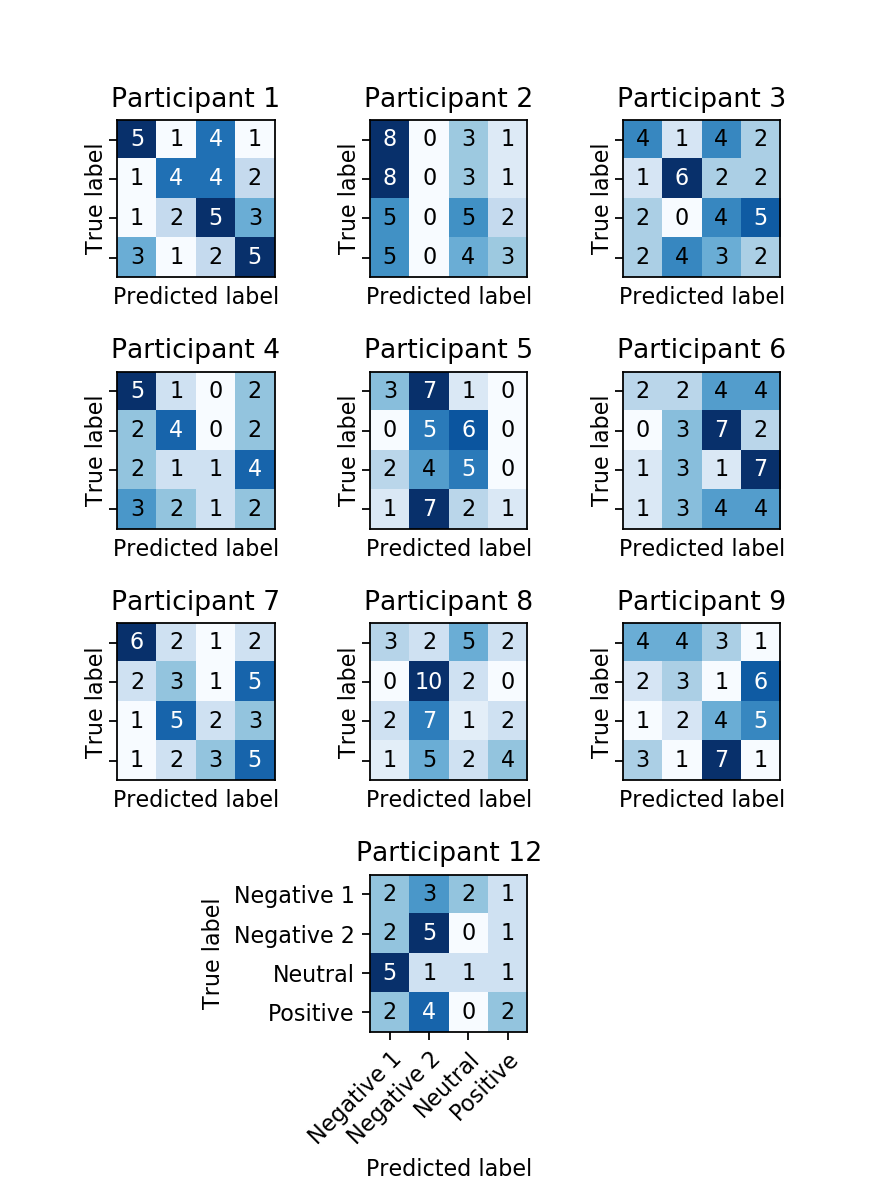 Participant 1 Participant 2 Participant 3
True label 5 1 4 1 True label 8 0 3 1 True label 4 1 4 2
1 4 4 2 8 0 3 1 1 6 2 2
1 2 5 3 5 0 5 2 2 0 4 5
3 1 2 5 5 0 4 3 2 4 3 2
Predicted label Predicted label Predicted label
Participant 4 Participant 5 Participant 6
True label 5 1 0 2 True label 3 7 1 0 True label 2 2 4 4
2 4 0 2 0 5 6 0 0 3 7 2
2 1 1 4 2 4 5 0 1 3 1 7
3 2 1 2 1 7 2 1 1 3 4 4
Predicted label Predicted label Predicted label
Participant 7 Participant 8 Participant 9
True label 6 2 1 2 True label 3 2 5 2 True label 4 4 3 1
2 3 1 5 0 10 2 0 2 3 1 6
1 5 2 3 2 7 1 2 1 2 4 5
1 2 3 5 1 5 2 4 3 1 7 1
Predicted label Predicted label Predicted label
Participant 12
True label
Negative 1 2 3 2 1
Negative 2 2 5 0 1
Neutral 5 1 1 1
Positive 2 4 0 2
Negative 1 Negative 2 Neutral Positive
Predicted label